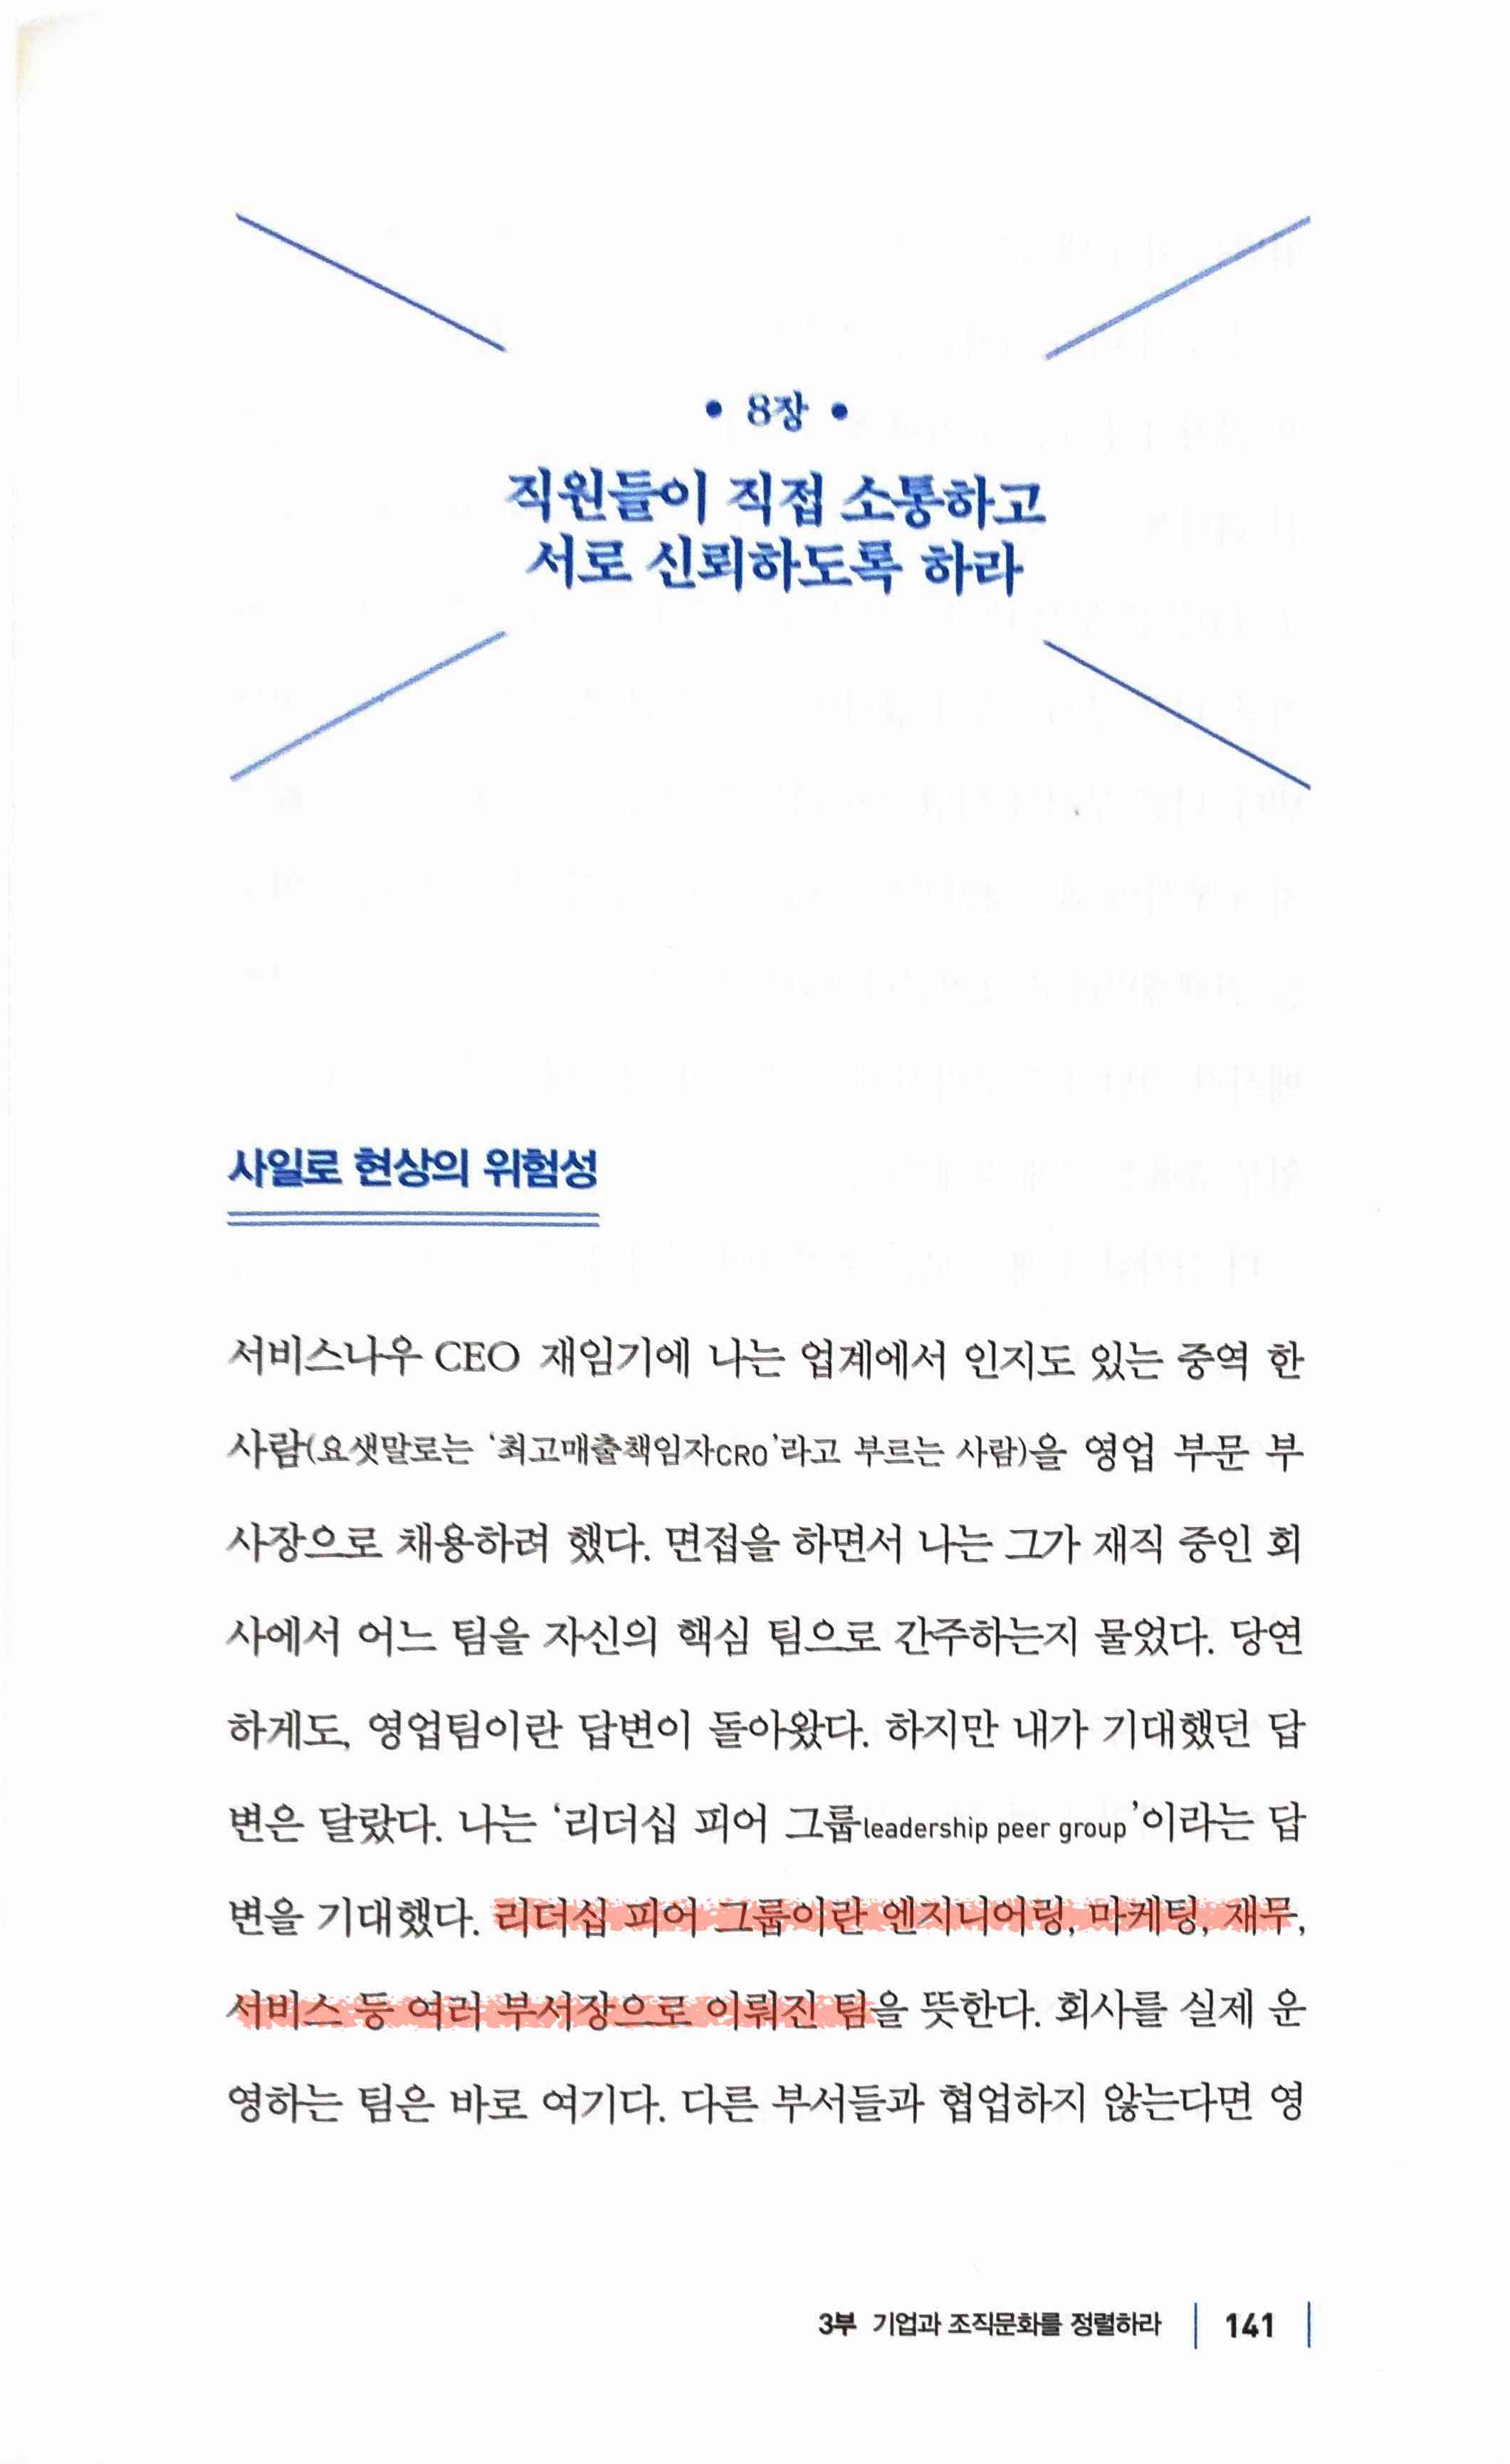 • 8장 •
직원들이 직접 소통하고
서로 신뢰하도록 하라
사일로 현상의 위험성
서비스나우 CEO 재임기에 나는 업계에서 인지도 있는 중역 한
사람(요샛말로는 ‘최고매출책임자CRO’라고 부르는 사람)을 영업 부문 부
사장으로 채용하려 했다. 면접을 하면서 나는 그가 재직 중인 회
사에서 어느 팀을 자신의 핵심 팀으로 간주하는지 물었다. 당연
하게도, 영업팀이란 답변이 돌아왔다. 하지만 내가 기대했던 답
변은 달랐다. 나는 ‘리더십 피어 그룹leadership peer group’이라는 답
변을 기대했다. 리더십 피어 그룹이란 엔지니어링, 마케팅, 재무,
서비스 등 여러 부서장으로 이뤄진 팀을 뜻한다. 회사를 실제 운
영하는 팀은 바로 여기다. 다른 부서들과 협업하지 않는다면 영
3부 기업과 조직문화를 정렬하라 | 141 |